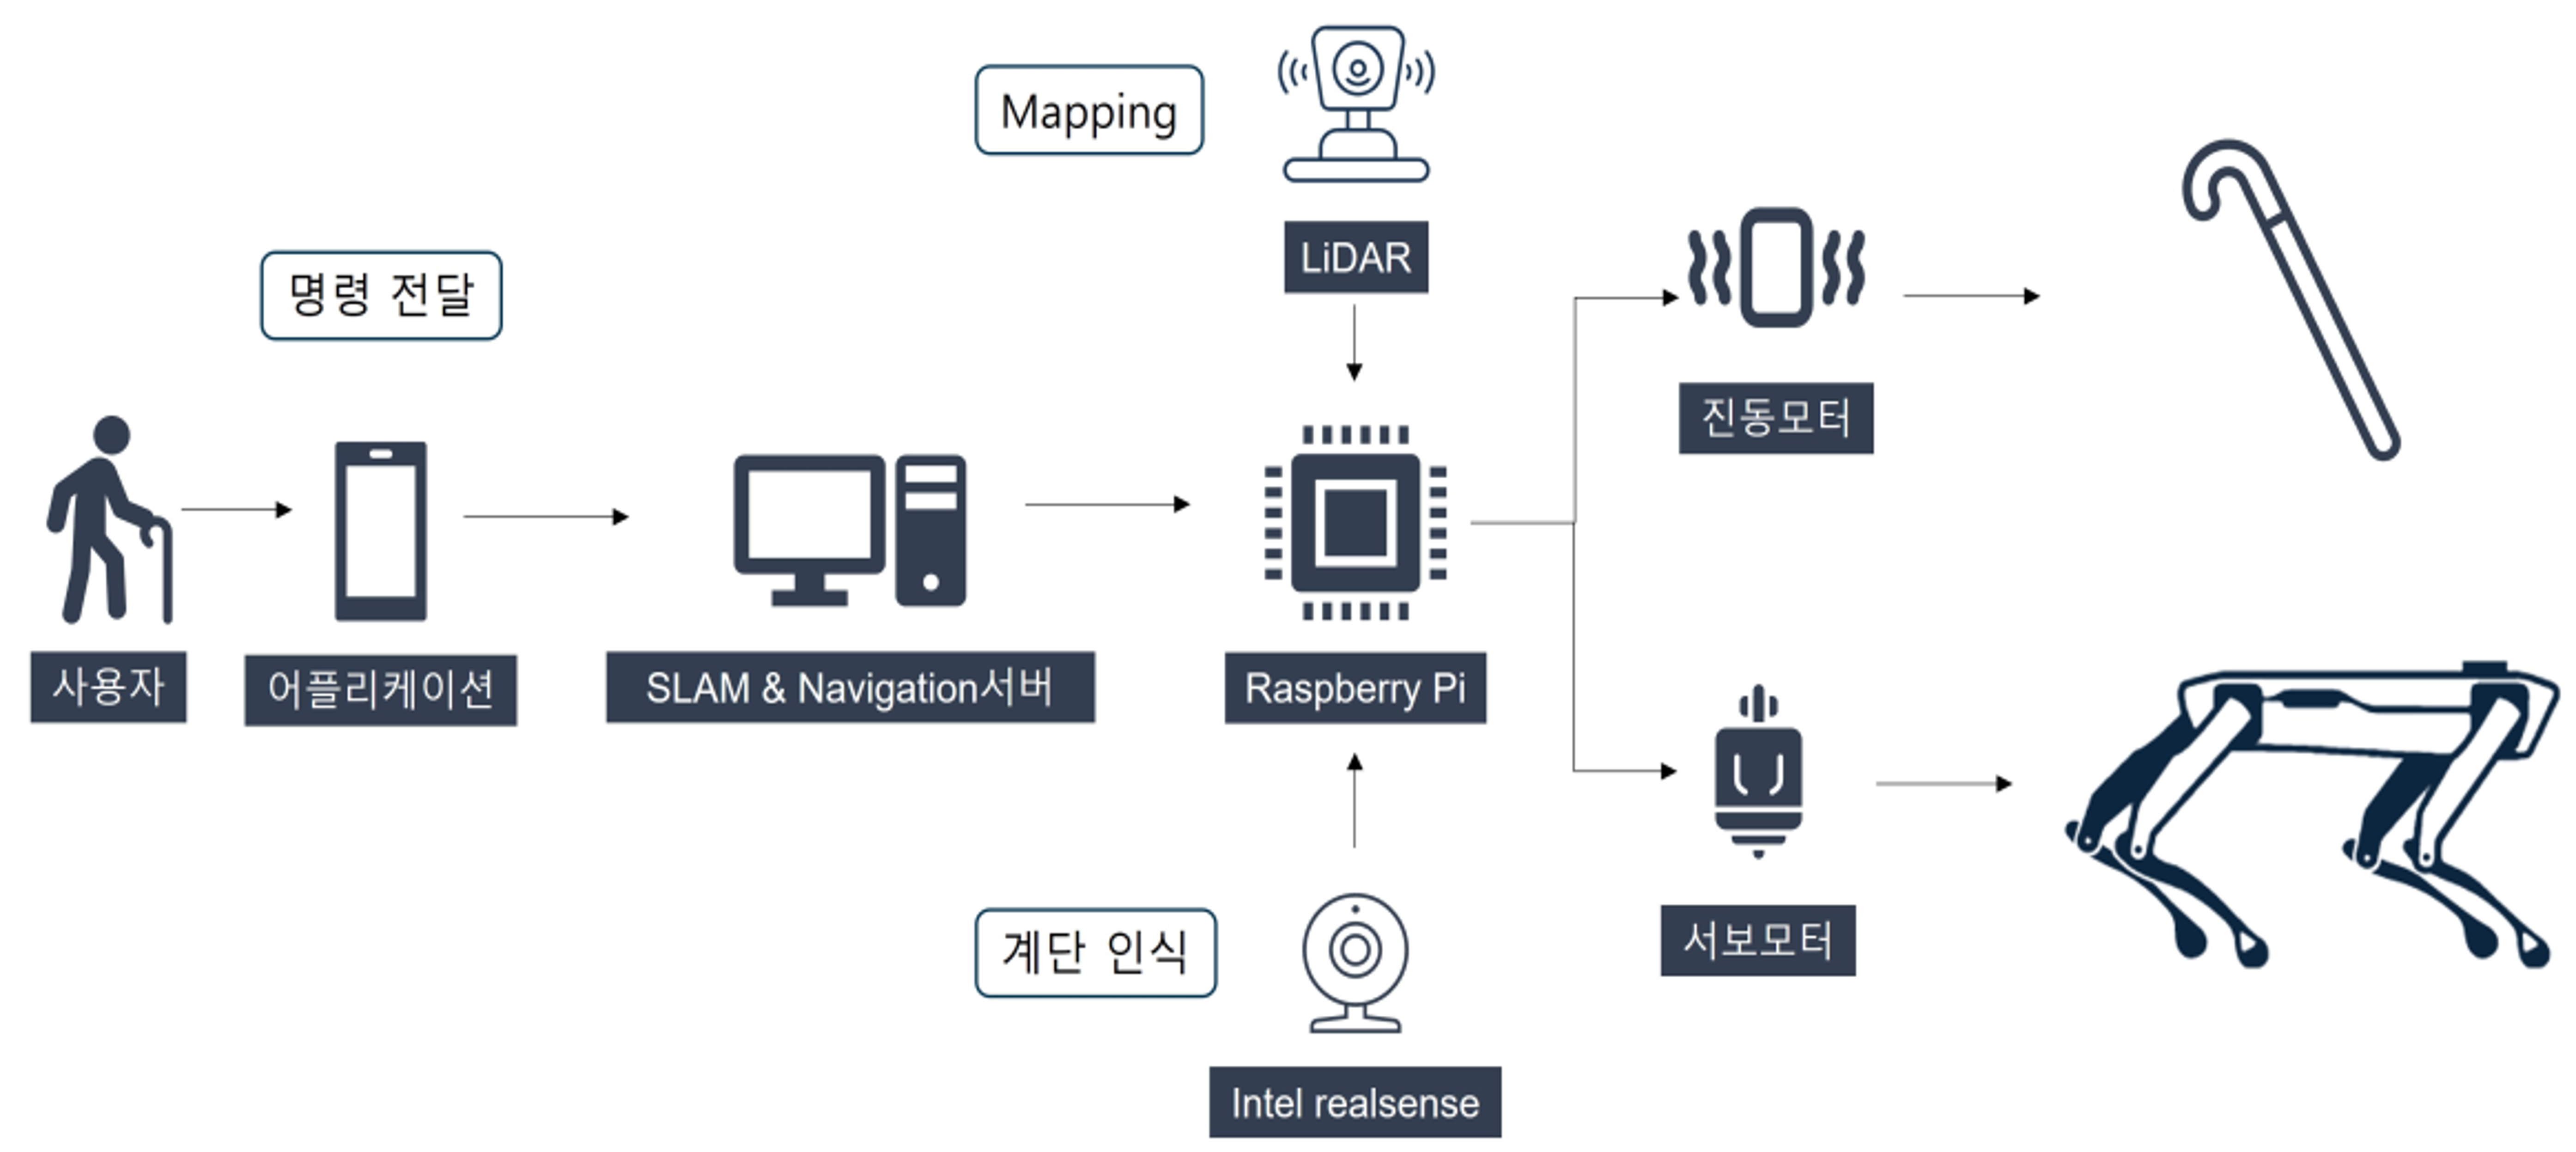 Mapping
LiDAR
명령 전달
진동모터
사용자
어플리케이션
SLAM & Navigation서버
Raspberry Pi
서보모터
계단 인식
Intel realsense